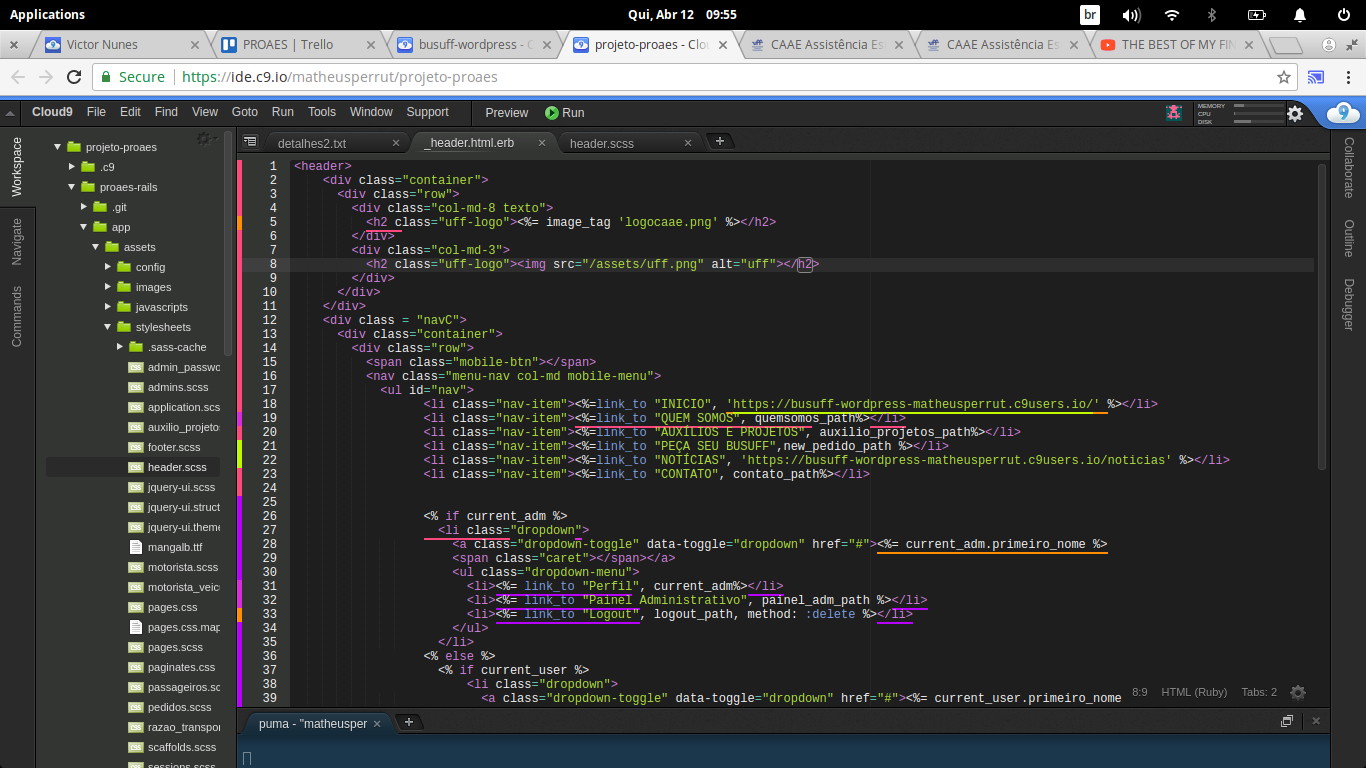 Applications
Qui, Abr 12 09:55
br
Victor Nunes
PROAES | Trello
busuff-wordpress - C
projeto-proaes - Clo
CAAE Assistência Es
CAAE Assistência Es
THE BEST OF MY FIN
Secure
https://ide.c9.io/matheusperrut/projeto-proaes
Cloud9 File Edit Find View Goto Run Tools Window Support Preview Run
MEMORY
CPU
DISK
9
Workspace
Navigate
Commands
projeto-proaes
.c9
proaes-rails
.git
app
assets
config
images
javascripts
stylesheets
.sass-cache
admin_passwo
admins.scss
application.scs
auxilio_projetos
footer.scss
header.scss
jquery-ui.scss
jquery-ui.struct
jquery-ui.theme
mangalb.ttf
motorista.scss
motorista_veic
pages.css
pages.css.map
pages.scss
paginates.css
passageiros.sc
pedidos.scss
razao_transpor
scaffolds.scss
sessions.scss
detalhes2.txt
_header.html.erb
header.scss
1 <header>
2 <div class="container">
3 <div class="row">
4 <div class="col-md-8 texto">
5 <h2 class="uff-logo"><%= image_tag 'logocaae.png' %></h2>
6 </div>
7 <div class="col-md-3">
8 <h2 class="uff-logo"><img src="/assets/uff.png" alt="uff"></h2>
9 </div>
10 </div>
11 </div>
12 <div class = "navC">
13 <div class="container">
14 <div class="row">
15 <span class="mobile-btn"></span>
16 <nav class="menu-nav col-md mobile-menu">
17 <ul id="nav">
18 <li class="nav-item"><%=link_to "INICIO", 'https://busuff-wordpress-matheusperrut.c9users.io/' %></li>
19 <li class="nav-item"><%=link_to "QUEM SOMOS", quemsomos_path%></li>
20 <li class="nav-item"><%=link_to "AUXÍLIOS E PROJETOS", auxilio_projetos_path%></li>
21 <li class="nav-item"><%=link_to "PEÇA SEU BUSUFF",new_pedido_path %></li>
22 <li class="nav-item"><%=link_to "NOTÍCIAS", 'https://busuff-wordpress-matheusperrut.c9users.io/noticias' %></li>
23 <li class="nav-item"><%=link_to "CONTATO", contato_path%></li>
24
25
26 <% if current_adm %>
27 <li class="dropdown">
28 <a class="dropdown-toggle" data-toggle="dropdown" href="#"><%= current_adm.primeiro_nome %>
29 <span class="caret"></span></a>
30 <ul class="dropdown-menu">
31 <li><%= link_to "Perfil", current_adm%></li>
32 <li><%= link_to "Painel Administrativo", painel_adm_path %></li>
33 <li><%= link_to "Logout", logout_path, method: :delete %></li>
34 </ul>
35 </li>
36 <% else %>
37 <% if current_user %>
38 <li class="dropdown">
39 <a class="dropdown-toggle" data-toggle="dropdown" href="#"><%= current_user.primeiro_nome
8:9 HTML (Ruby) Tabs: 2
Collaborate
Outline
Debugger
puma - "matheusper